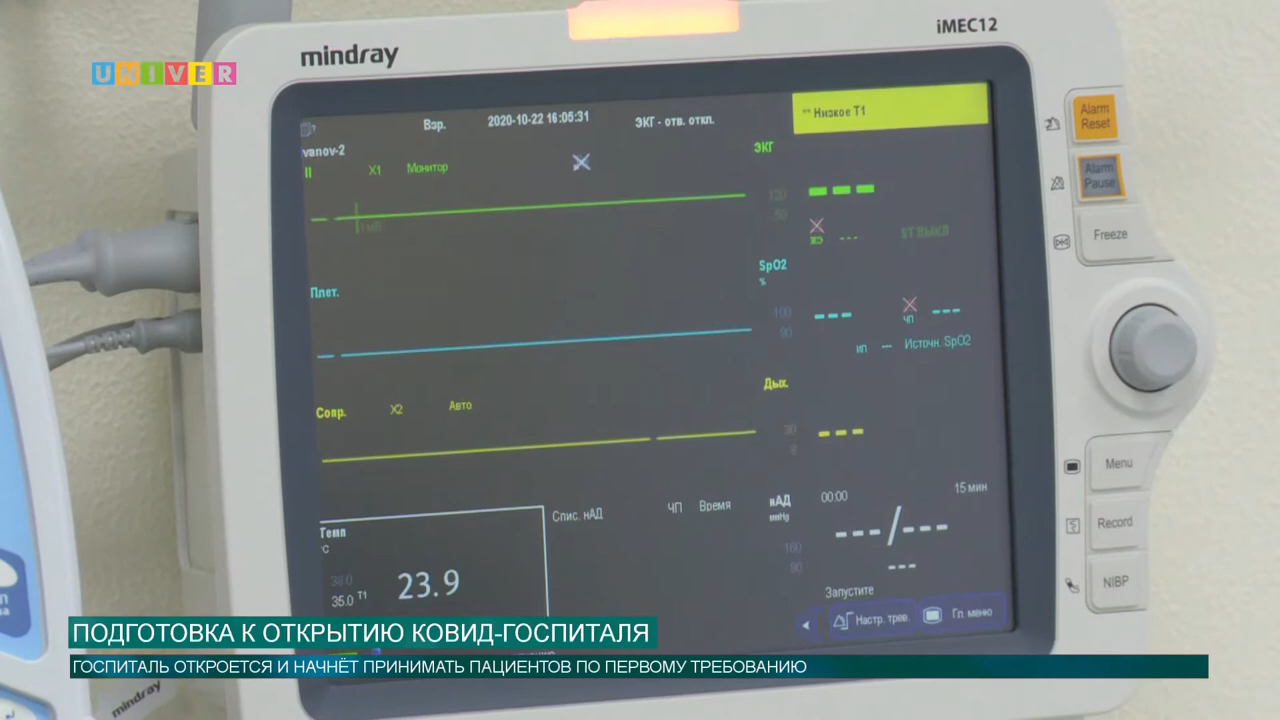 mindray
iMEC12
UNIVER
Взр.
2020-10-22 16:05:31
ЭКГ - отв. откл.
** Низкое Т1
Alarm Reset
Alarm Pause
Freeze
vanov-2
II
X1
Монитор
ЭКГ
120
50
ЖЭ
---
Плет.
SpO2
%
100
90
---
ЧП
---
ип
--
Источн. SpO2
Сопр.
X2
Авто
Дых.
30
8
---
Темп
°C
38.0
35.0
T1
23.9
Спис. нАД
ЧП
Время
нАД
mmHg
160
90
00:00
15 мин
---/---
---
Запустите
Настр. трев.
Гл. меню
Menu
Record
NIBP
ПОДГОТОВКА К ОТКРЫТИЮ КОВИД-ГОСПИТАЛЯ
ГОСПИТАЛЬ ОТКРОЕТСЯ И НАЧНЁТ ПРИНИМАТЬ ПАЦИЕНТОВ ПО ПЕРВОМУ ТРЕБОВАНИЮ
mindray